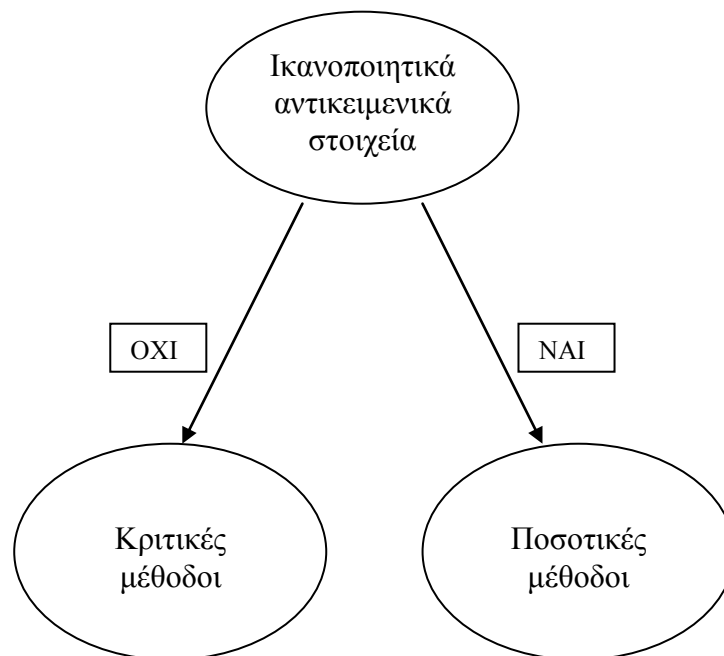 Ικανοποιητικά
αντικειμενικά
στοιχεία
ΟΧΙ
ΝΑΙ
Κριτικές
μέθοδοι
Ποσοτικές
μέθοδοι